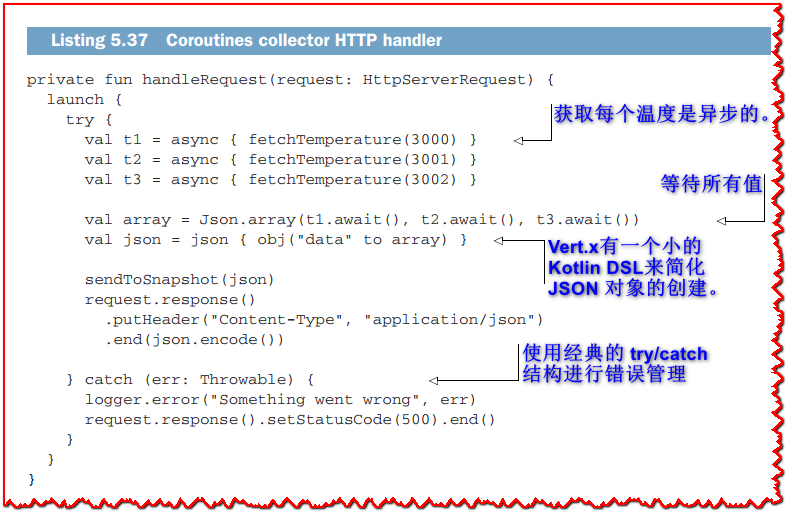 Listing 5.37 Coroutines collector HTTP handler
private fun handleRequest(request: HttpServerRequest) {
launch {
try {
val t1 = async { fetchTemperature(3000) }
获取每个温度是异步的。
val t2 = async { fetchTemperature(3001) }
val t3 = async { fetchTemperature(3002) }
等待所有值
val array = Json.array(t1.await(), t2.await(), t3.await())
val json = json { obj("data" to array) }
Vert.x有一个小的
Kotlin DSL来简化
JSON 对象的创建。
sendToSnapshot(json)
request.response()
.putHeader("Content-Type", "application/json")
.end(json.encode())
使用经典的 try/catch
结构进行错误管理
} catch (err: Throwable) {
logger.error("Something went wrong", err)
request.response().setStatusCode(500).end()
}
}
}